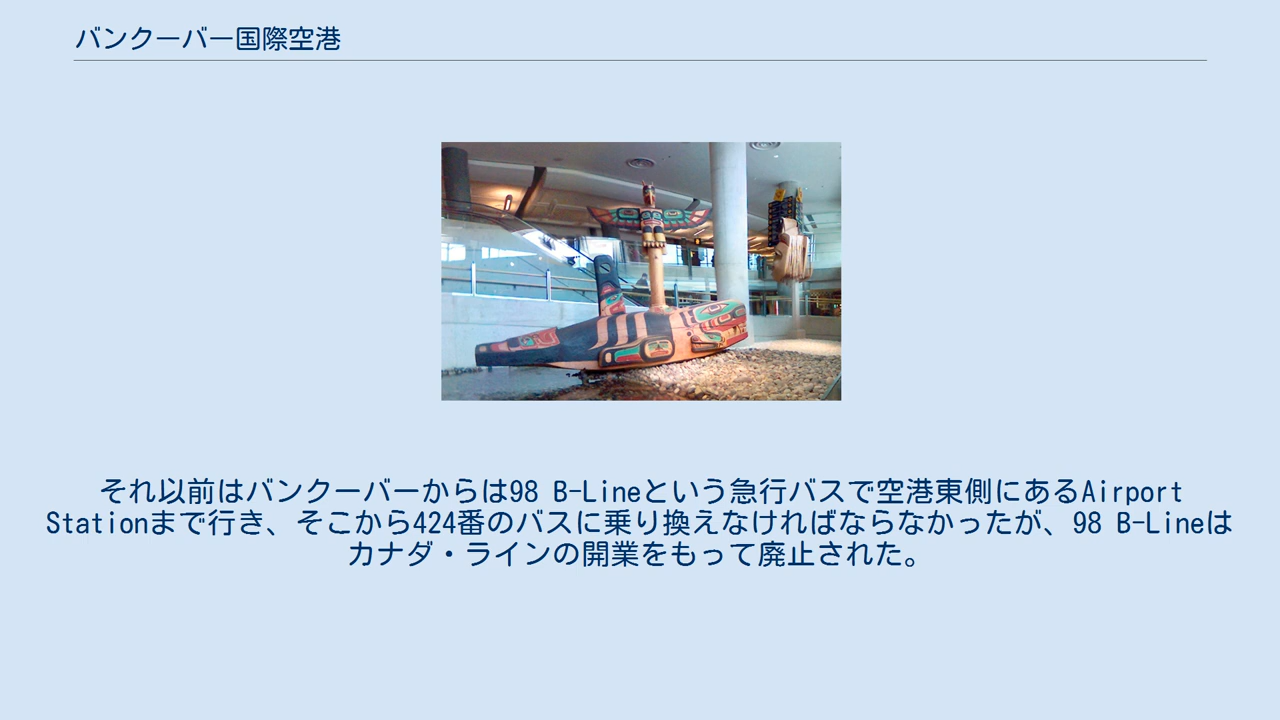 バンクーバー国際空港
それ以前はバンクーバーからは98 B-Lineという急行バスで空港東側にあるAirport
Stationまで行き、そこから424番のバスに乗り換えなければならなかったが、98 B-Lineは
カナダ・ラインの開業をもって廃止された。